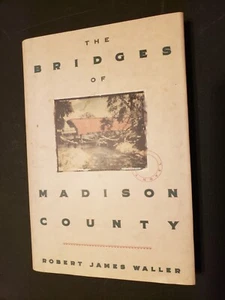 THE
BRIDGES
OF
MADISON
COUNTY
ROBERT JAMES WALLER